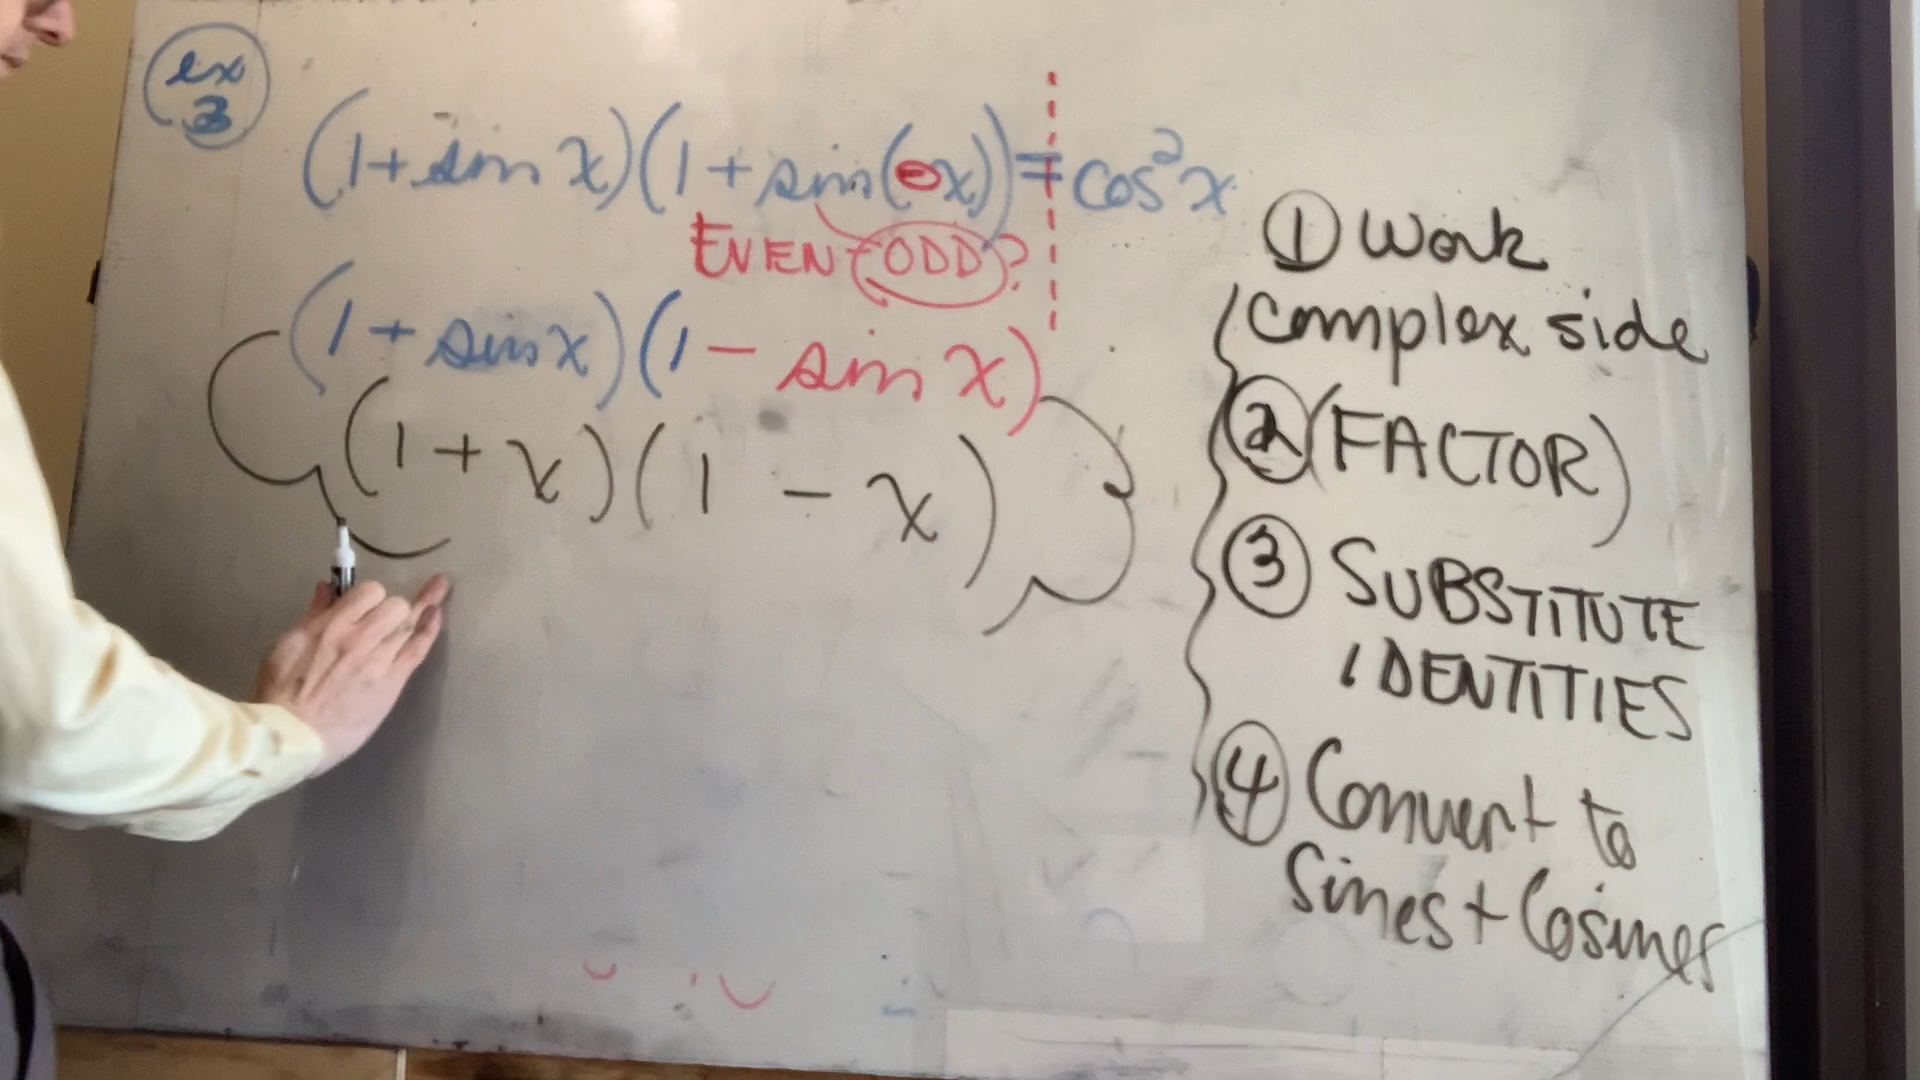 ex
3
(1+sin x)(1+sin(-x))=cos²x
EVEN-ODD?
(1+sin x)(1-sin x)
(1+x)(1-x)
① Work
complex side
② (FACTOR)
③ SUBSTITUTE
IDENTITIES
④ Convert to
Sines + Cosines